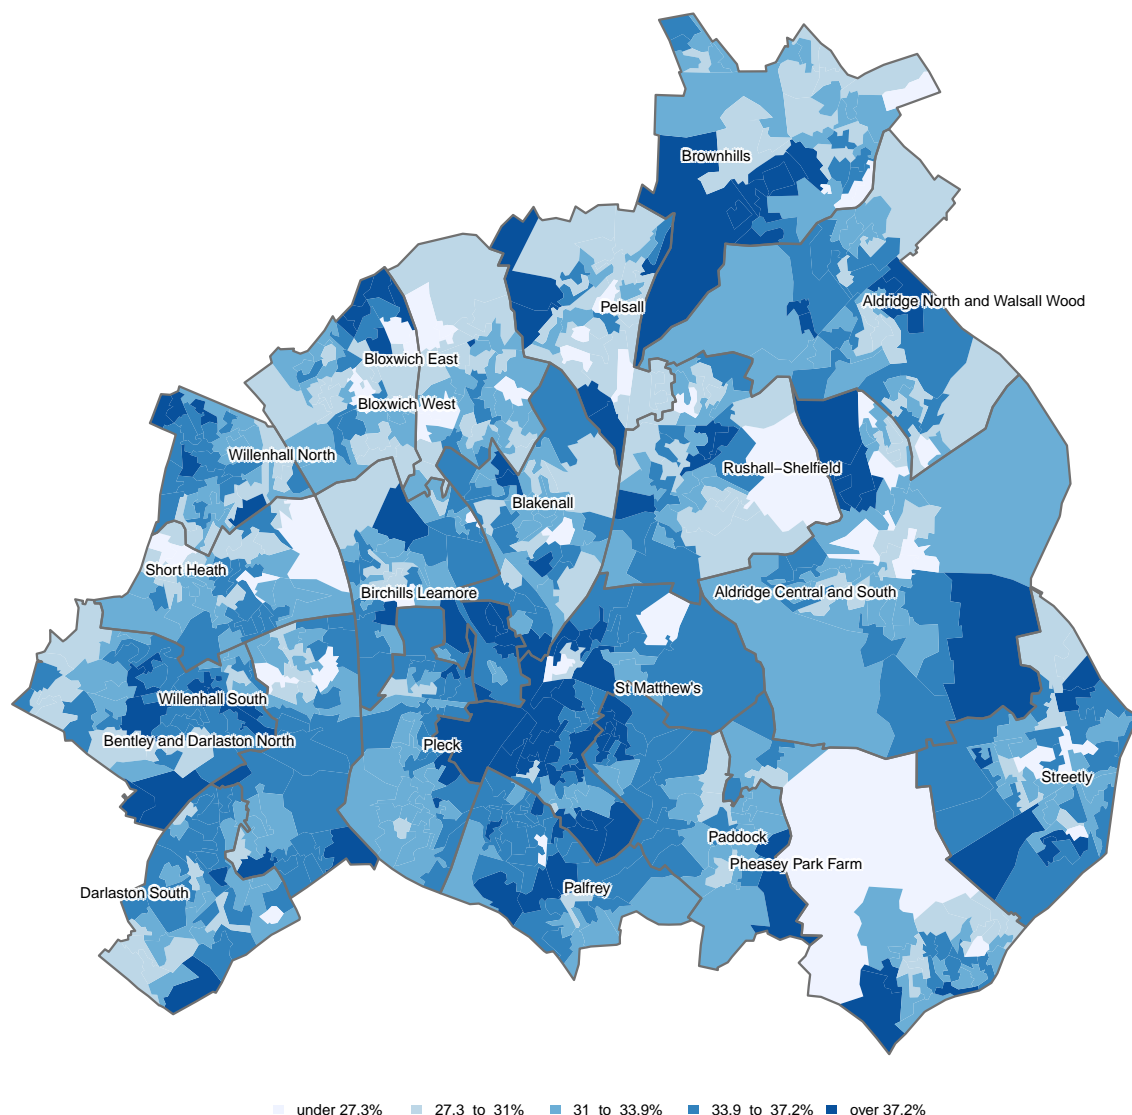 Brownhills
Aldridge North and Walsall Wood
Pelsall
Bloxwich East
Bloxwich West
Willenhall North
Rushall–Shelfield
Blakenall
Short Heath
Birchills Leamore
Aldridge Central and South
St Matthew's
Willenhall South
Bentley and Darlaston North
Pleck
Streetly
Paddock
Pheasey Park Farm
Palfrey
Darlaston South
under 27.3%
27.3 to 31%
31 to 33.9%
33.9 to 37.2%
over 37.2%